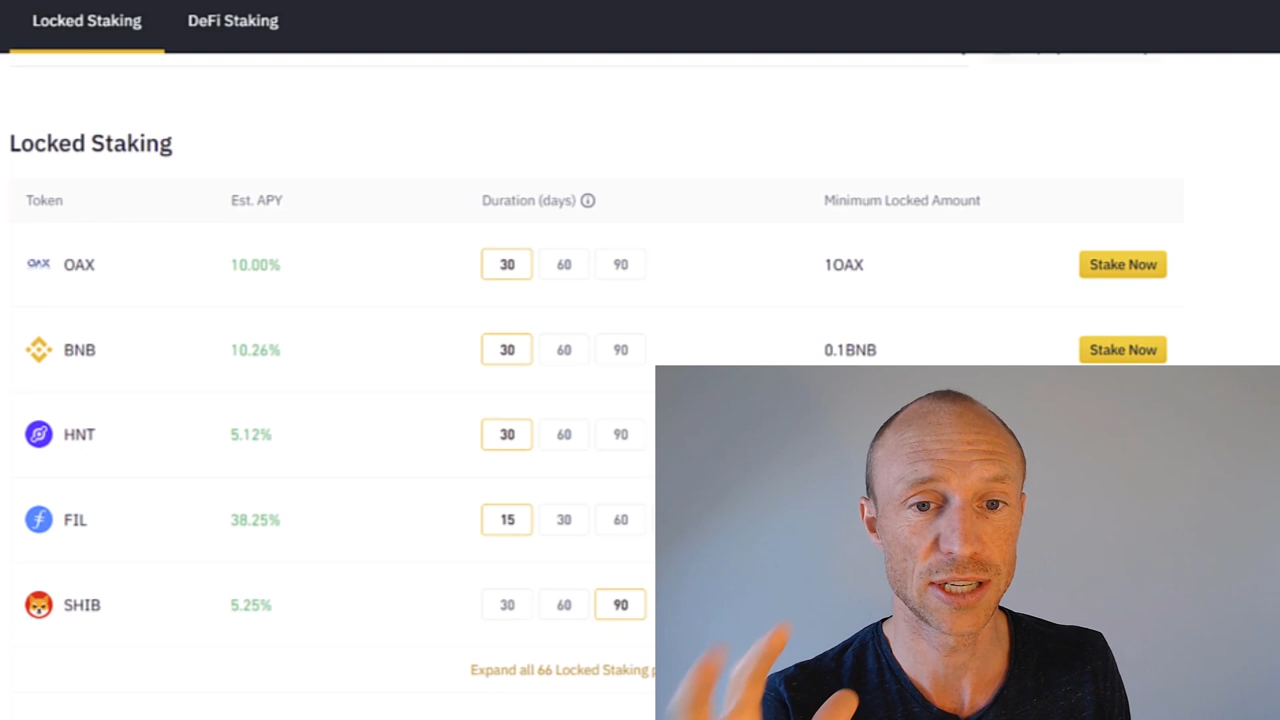 Locked Staking DeFi Staking
Locked Staking
Token Est. APY Duration (days) Minimum Locked Amount
OAX OAX 10.00% 30 60 90 1OAX Stake Now
BNB 10.26% 30 60 90 0.1BNB Stake Now
HNT 5.12% 30 60 90
FIL 38.25% 15 30 60
SHIB 5.25% 30 60 90
Expand all 66 Locked Staking